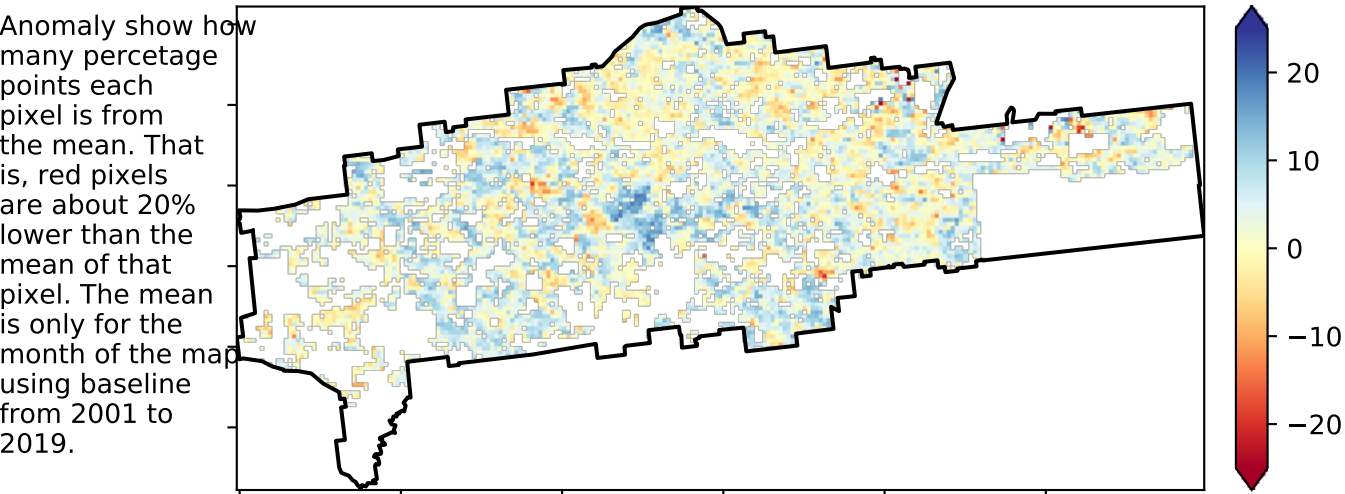 Anomaly show how
many percetage
points each
pixel is from
the mean. That
is, red pixels
are about 20%
lower than the
mean of that
pixel. The mean
is only for the
month of the map
using baseline
from 2001 to
2019.
20
10
0
−10
−20